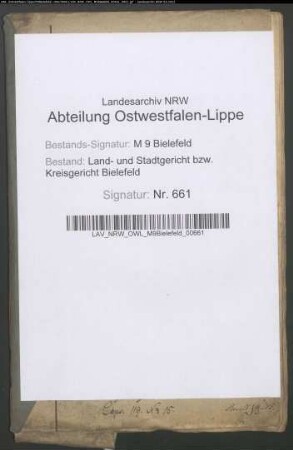 Landesarchiv NRW
Abteilung Ostwestfalen-Lippe
Bestands-Signatur: M 9 Bielefeld
Bestand: Land- und Stadtgericht bzw.
Kreisgericht Bielefeld
Signatur: Nr. 661
LAV_NRW_OWL_M9Bielefeld_00661